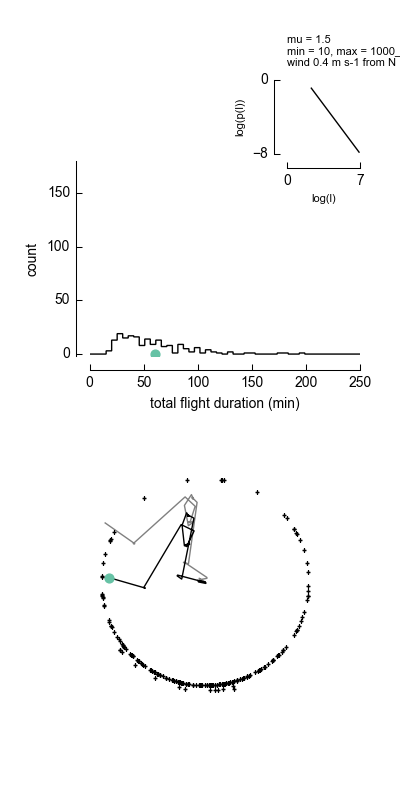 mu = 1.5
min = 10, max = 1000_
wind 0.4 m s-1 from N
0
log(p(l))
−8
0
7
log(l)
150
100
50
0
count
0
50
100
150
200
250
total flight duration (min)